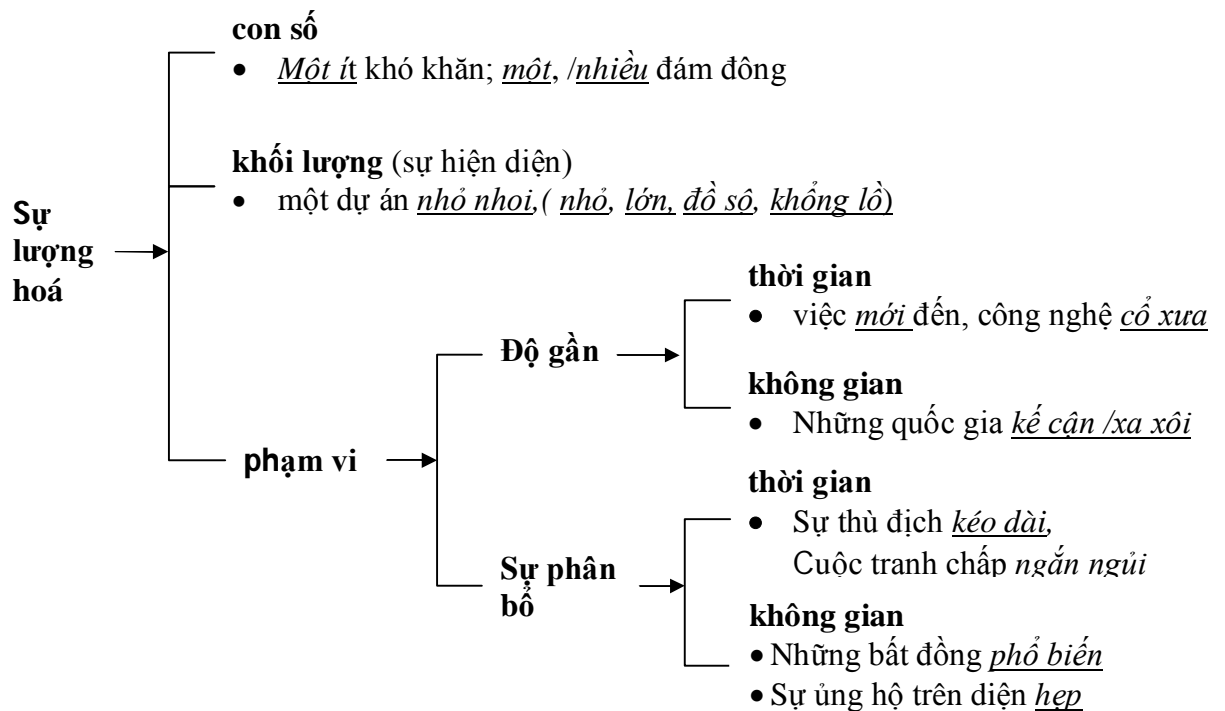 con số
• Một ít khó khăn; một, /nhiều đám đông
khối lượng (sự hiện diện)
• một dự án nhỏ nhoi,( nhỏ, lớn, đồ sộ, khổng lồ)
Sự
lượng
hoá
phạm vi
Độ gần
thời gian
• việc mới đến, công nghệ cổ xưa
không gian
• Những quốc gia kế cận /xa xôi
Sự phân
bổ
thời gian
• Sự thù địch kéo dài,
Cuộc tranh chấp ngắn ngủi
không gian
• Những bất đồng phổ biến
• Sự ủng hộ trên diện hẹp